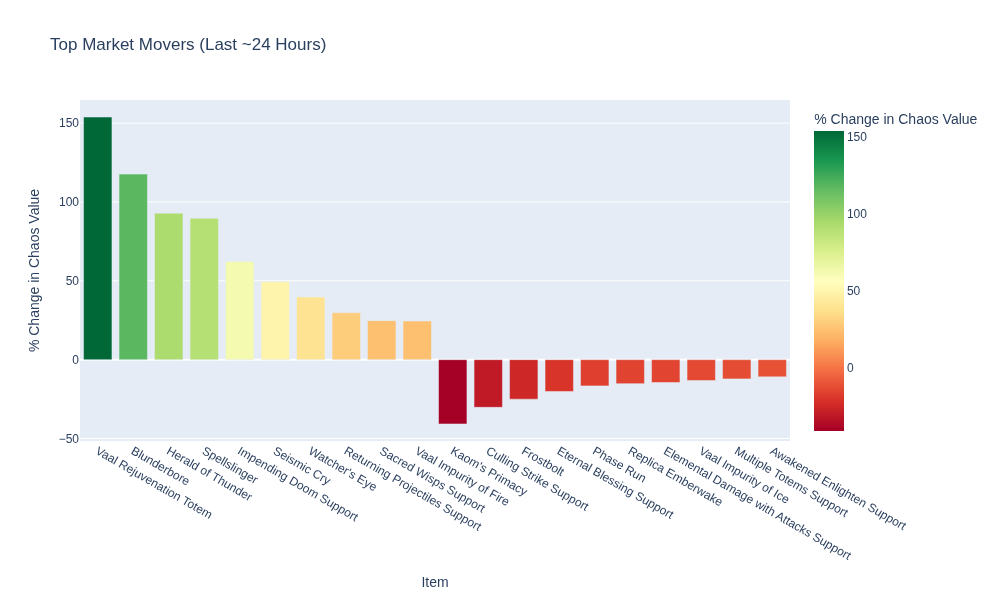 Top Market Movers (Last ~24 Hours)
% Change in Chaos Value
150
100
50
0
−50
% Change in Chaos Value
150
100
50
0
Vaal Rejuvenation Totem
Blunderbore
Herald of Thunder
Spellslinger
Impending Doom Support
Seismic Cry
Watcher's Eye
Returning Projectiles Support
Sacred Wisps Support
Vaal Impurity of Fire
Kaom's Primacy
Culling Strike Support
Frostbolt
Eternal Blessing Support
Phase Run
Replica Emberwake
Elemental Damage with Attacks Support
Vaal Impurity of Ice
Multiple Totems Support
Awakened Enlighten Support
Item